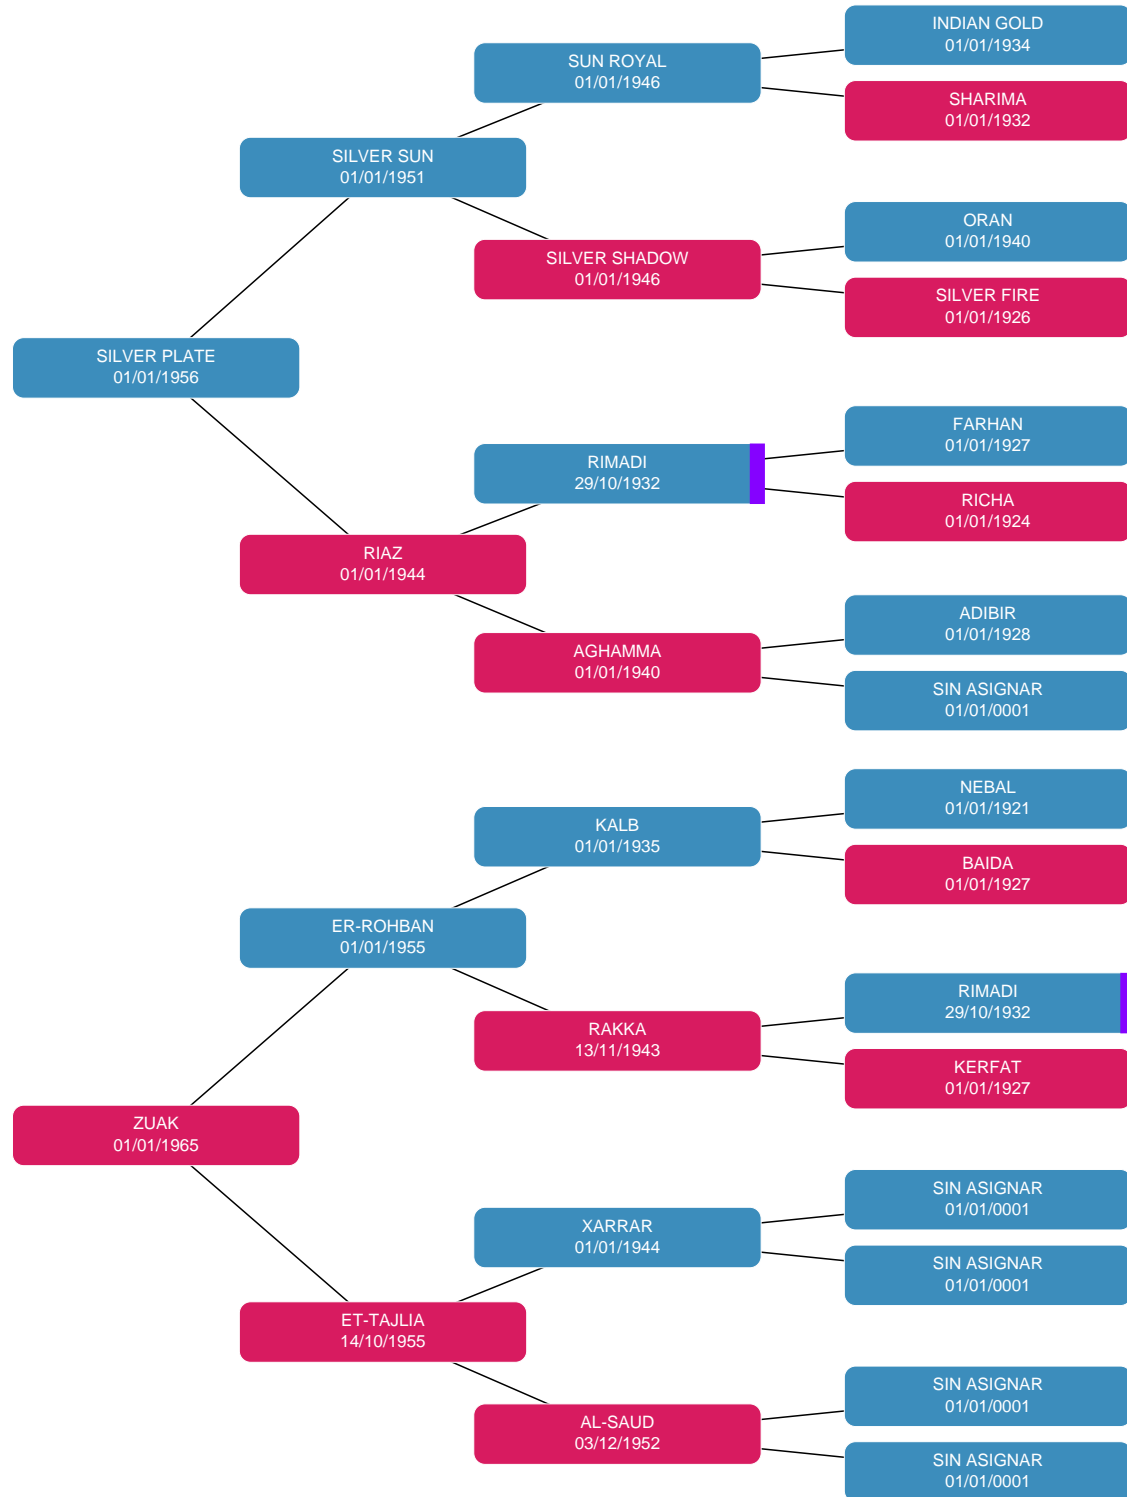 INDIAN GOLD
01/01/1934
SUN ROYAL
01/01/1946
SHARIMA
01/01/1932
SILVER SUN
01/01/1951
ORAN
01/01/1940
SILVER SHADOW
01/01/1946
SILVER FIRE
01/01/1926
SILVER PLATE
01/01/1956
FARHAN
01/01/1927
RIMADI
29/10/1932
RICHA
01/01/1924
RIAZ
01/01/1944
ADIBIR
01/01/1928
AGHAMMA
01/01/1940
SIN ASIGNAR
01/01/0001
NEBAL
01/01/1921
KALB
01/01/1935
BAIDA
01/01/1927
ER-ROHBAN
01/01/1955
RIMADI
29/10/1932
RAKKA
13/11/1943
KERFAT
01/01/1927
ZUAK
01/01/1965
SIN ASIGNAR
01/01/0001
XARRAR
01/01/1944
SIN ASIGNAR
01/01/0001
ET-TAJLIA
14/10/1955
SIN ASIGNAR
01/01/0001
AL-SAUD
03/12/1952
SIN ASIGNAR
01/01/0001